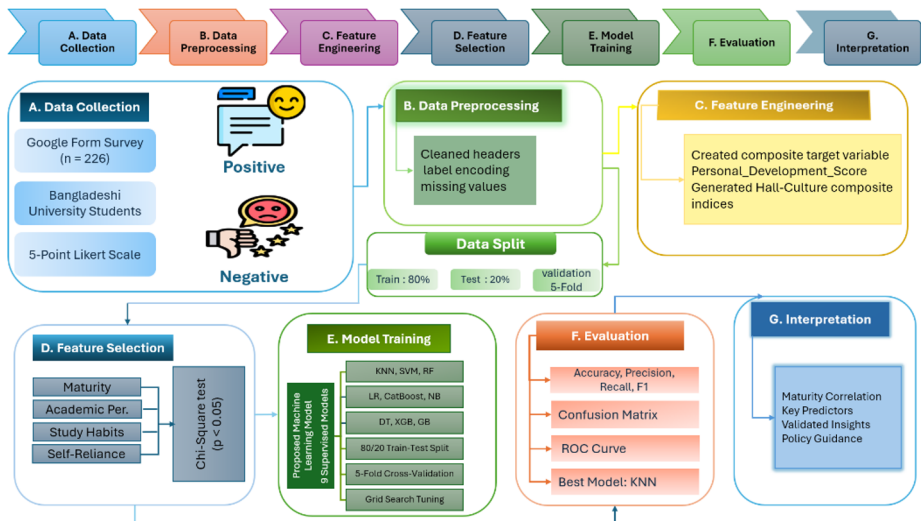 A. Data
Collection
B. Data
Preprocessing
C. Feature
Engineering
D. Feature
Selection
E. Model
Training
F. Evaluation
G.
Interpretation
A. Data Collection
Google Form Survey
(n = 226)
Bangladeshi
University Students
5-Point Likert Scale
Positive
Negative
B. Data Preprocessing
Cleaned headers
label encoding
missing values
C. Feature Engineering
Created composite target variable
Personal_Development_Score
Generated Hall-Culture composite
indices
Data Split
Train : 80%
Test : 20%
validation
5-Fold
D. Feature Selection
Maturity
Academic Per.
Study Habits
Self-Reliance
Chi-Square test
(p < 0.05)
E. Model Training
Proposed Machine
Learning Model
9 Supervised Models
KNN, SVM, RF
LR, CatBoost, NB
DT, XGB, GB
80/20 Train-Test Split
5-Fold Cross-Validation
Grid Search Tuning
F. Evaluation
Accuracy, Precision,
Recall, F1
Confusion Matrix
ROC Curve
Best Model: KNN
G. Interpretation
Maturity Correlation
Key Predictors
Validated Insights
Policy Guidance